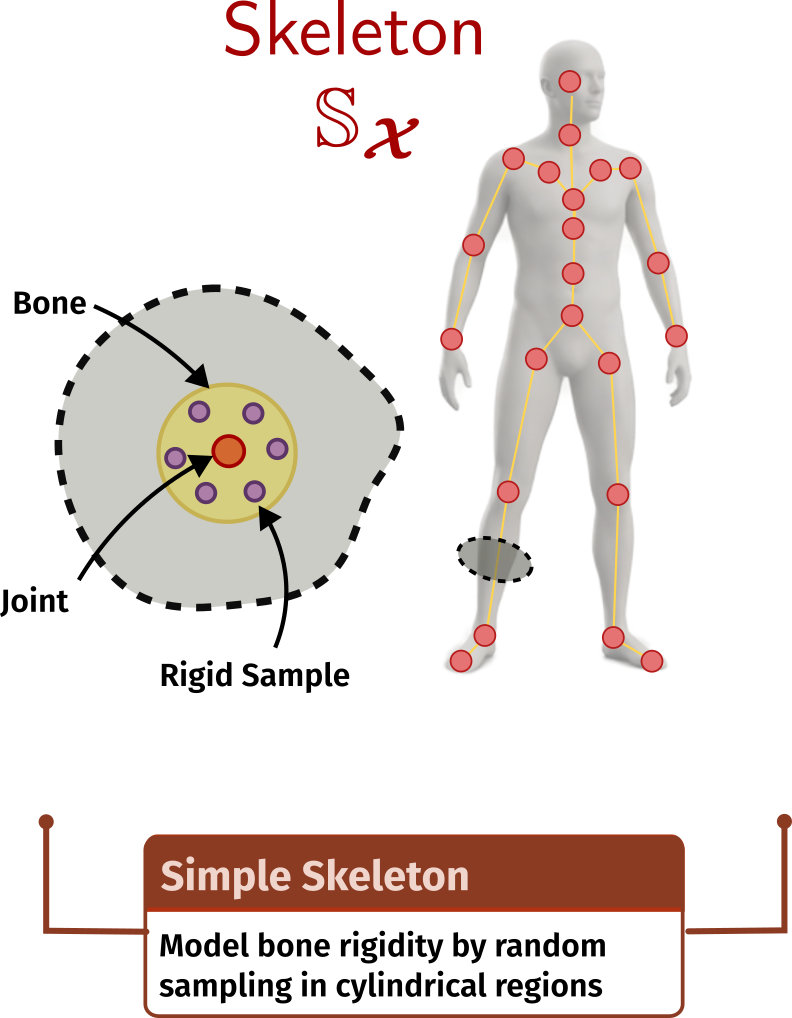 Skeleton
𝕊𝓧
Bone
Joint
Rigid Sample
Simple Skeleton
Model bone rigidity by random
sampling in cylindrical regions